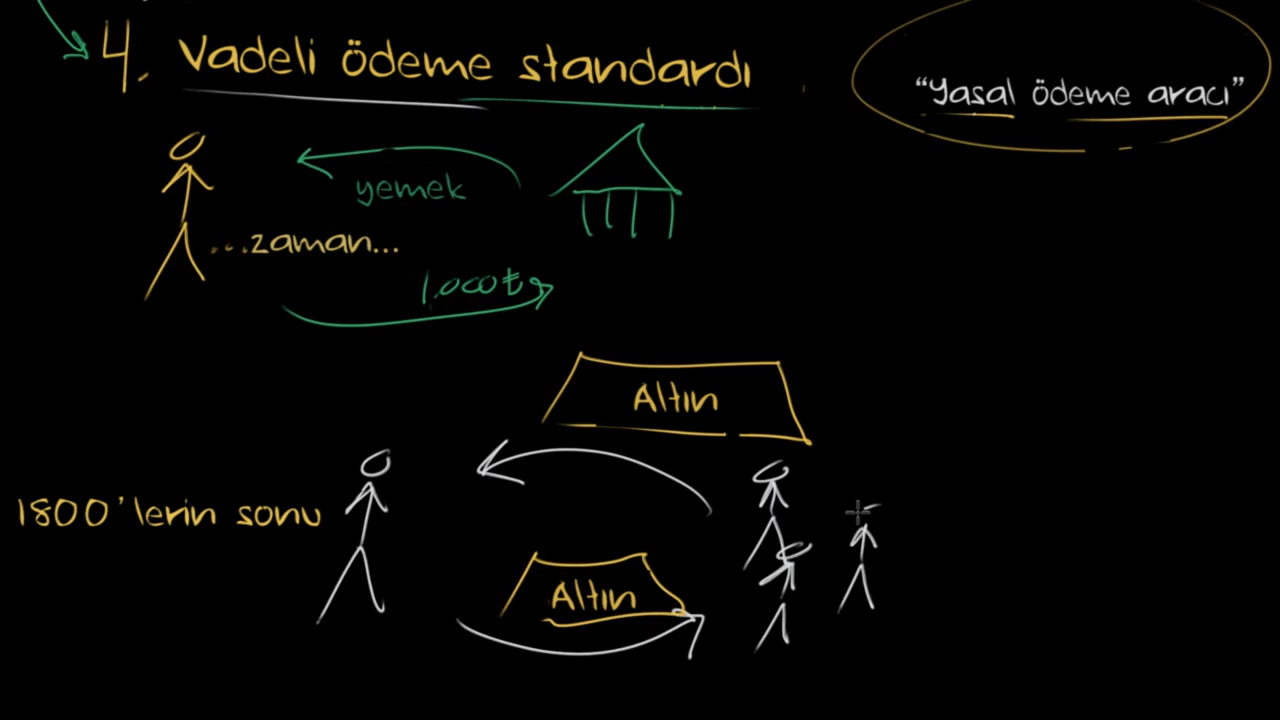 4. Vadeli ödeme standardı
"Yasal ödeme aracı"
yemek
...zaman...
1.000₺
Altın
1800'lerin sonu
Altın